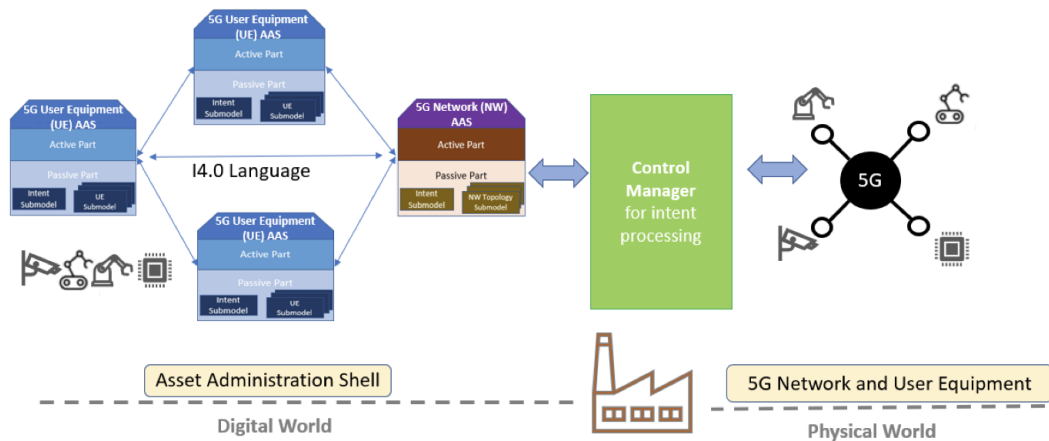 5G User Equipment
(UE) AAS
Active Part
Passive Part
Intent
Submodel
UE
Submodel
5G User Equipment
(UE) AAS
Active Part
Passive Part
Intent
Submodel
UE
Submodel
I4.0 Language
5G User Equipment
(UE) AAS
Active Part
Passive Part
Intent
Submodel
UE
Submodel
5G Network (NW)
AAS
Active Part
Passive Part
Intent
Submodel
NW Topology
Submodel
Control
Manager
for intent
processing
5G
Asset Administration Shell
5G Network and User Equipment
Digital World
Physical World